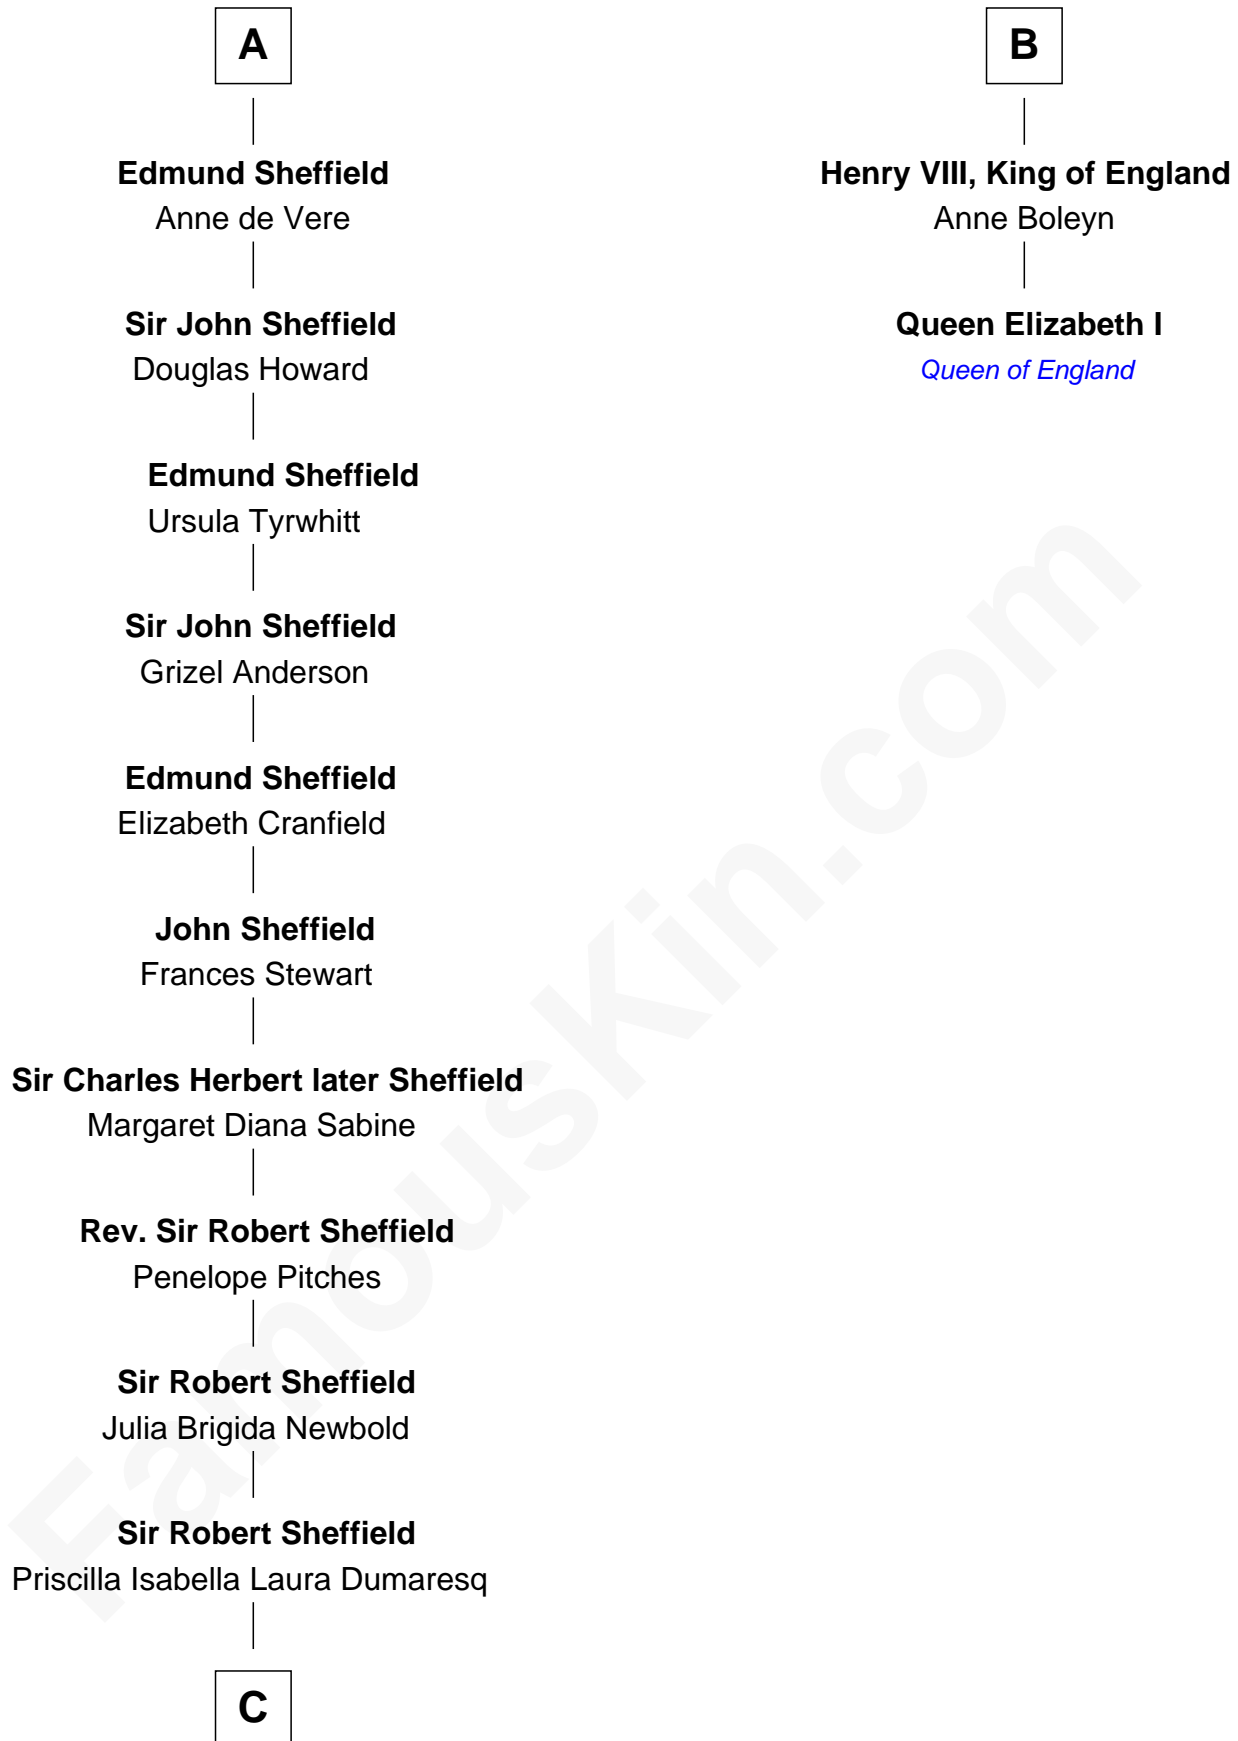 A
Edmund Sheffield
Anne de Vere
Sir John Sheffield
Douglas Howard
Edmund Sheffield
Ursula Tyrwhitt
Sir John Sheffield
Grizel Anderson
Edmund Sheffield
Elizabeth Cranfield
John Sheffield
Frances Stewart
Sir Charles Herbert later Sheffield
Margaret Diana Sabine
Rev. Sir Robert Sheffield
Penelope Pitches
Sir Robert Sheffield
Julia Brigida Newbold
Sir Robert Sheffield
Priscilla Isabella Laura Dumaresq
C
B
Henry VIII, King of England
Anne Boleyn
Queen Elizabeth I
Queen of England
FamousKin.com